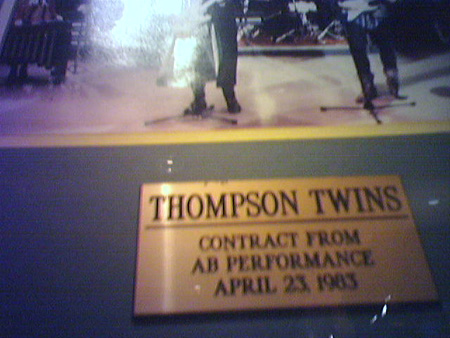 THOMPSON TWINS
CONTRACT FROM
AB PERFORMANCE
APRIL 23, 1983